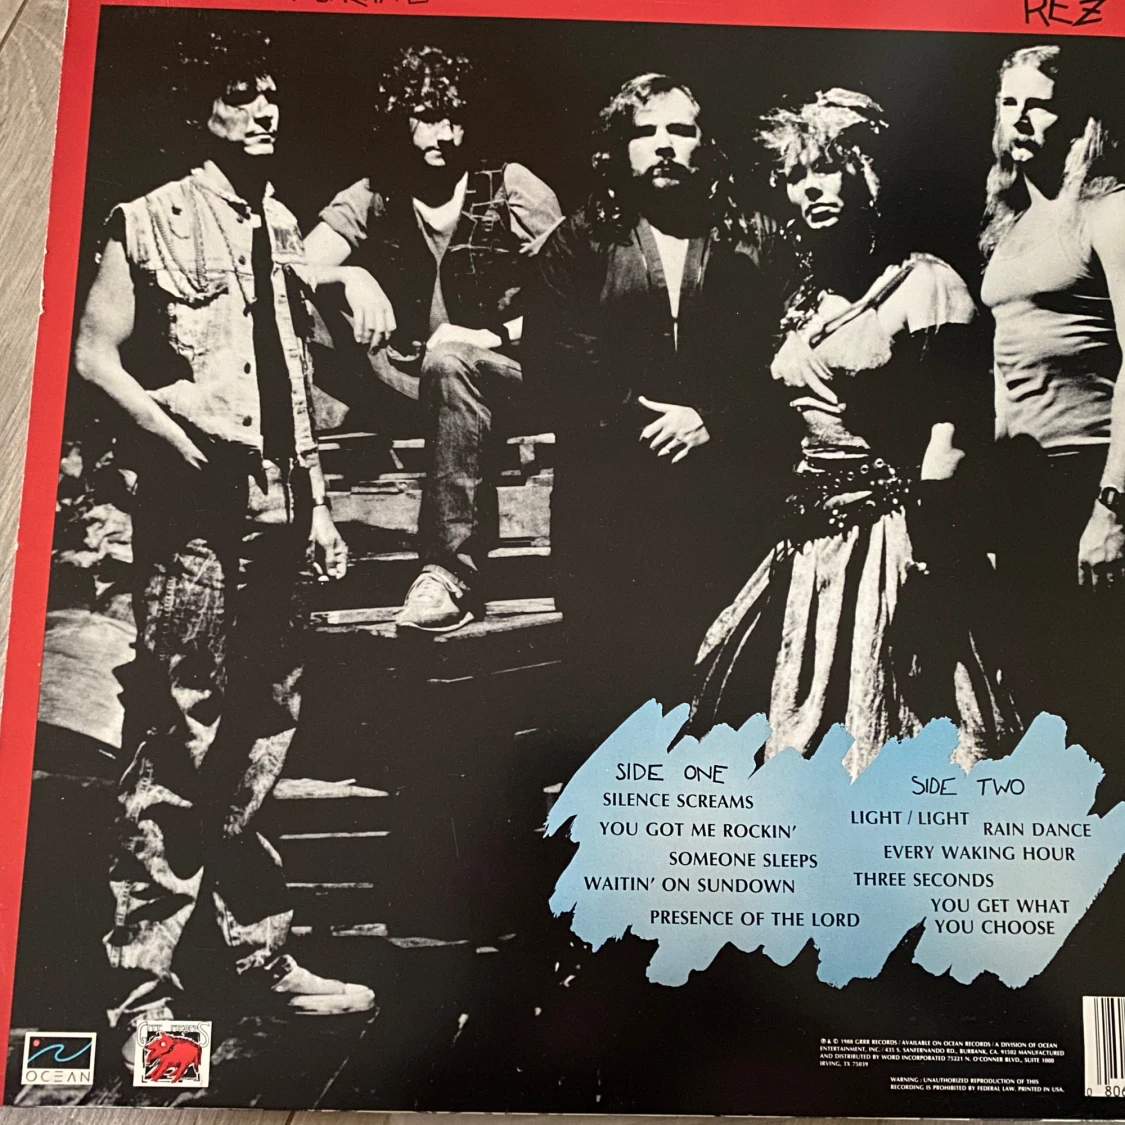 REZ
SIDE ONE
SILENCE SCREAMS
YOU GOT ME ROCKIN'
SOMEONE SLEEPS
WAITIN' ON SUNDOWN
PRESENCE OF THE LORD
SIDE TWO
LIGHT / LIGHT
RAIN DANCE
EVERY WAKING HOUR
THREE SECONDS
YOU GET WHAT
YOU CHOOSE
OCEAN
℗ & © 1988 GRRR RECORDS / AVAILABLE ON OCEAN RECORDS / A DIVISION OF OCEAN
ENTERTAINMENT, INC. / 435 S. SANFERNANDO RD., BURBANK, CA. 91502 MANUFACTURED
AND DISTRIBUTED BY WORD INCORPORATED 75221 N. O'CONNER BLVD., SUITE 1000
IRVING, TX 75039
WARNING : UNAUTHORIZED REPRODUCTION OF THIS
RECORDING IS PROHIBITED BY FEDERAL LAW. PRINTED IN USA.
0 806